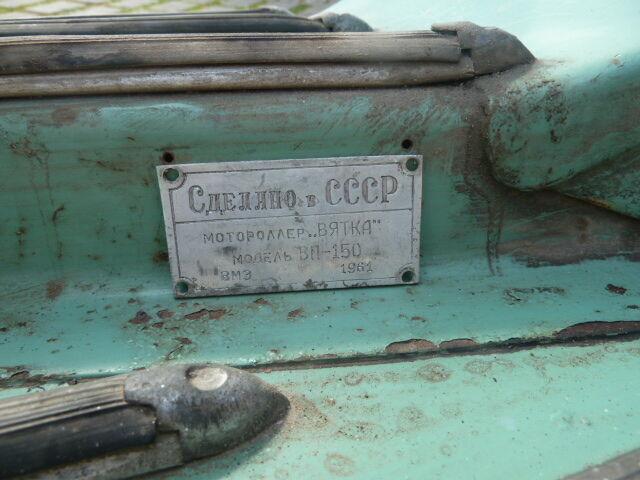 Сделано в СССР
МОТОРОЛЛЕР „ВЯТКА"
МОДЕЛЬ ВП-150
ВМЗ 1961